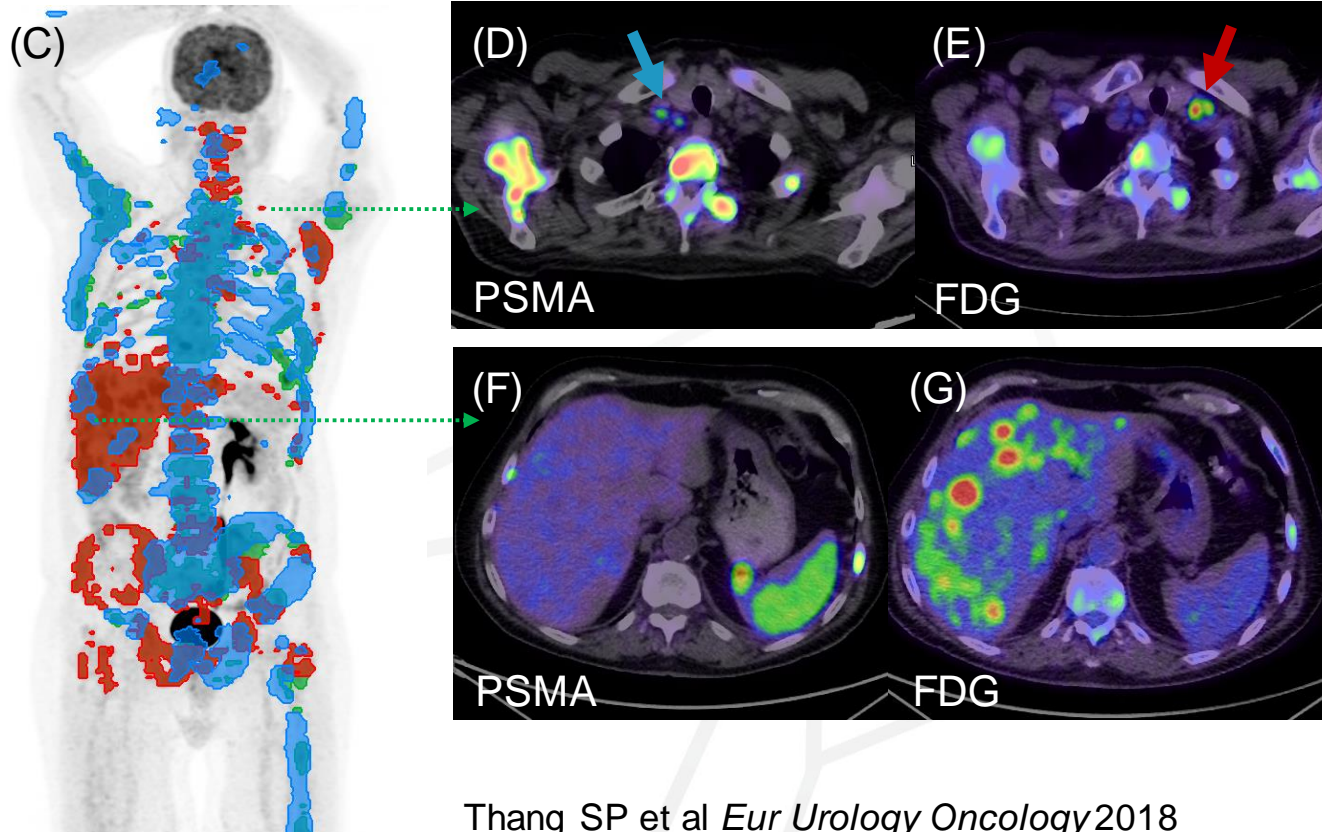 (C)
(D)
PSMA
(E)
FDG
(F)
PSMA
(G)
FDG
Thang SP et al Eur Urology Oncology 2018